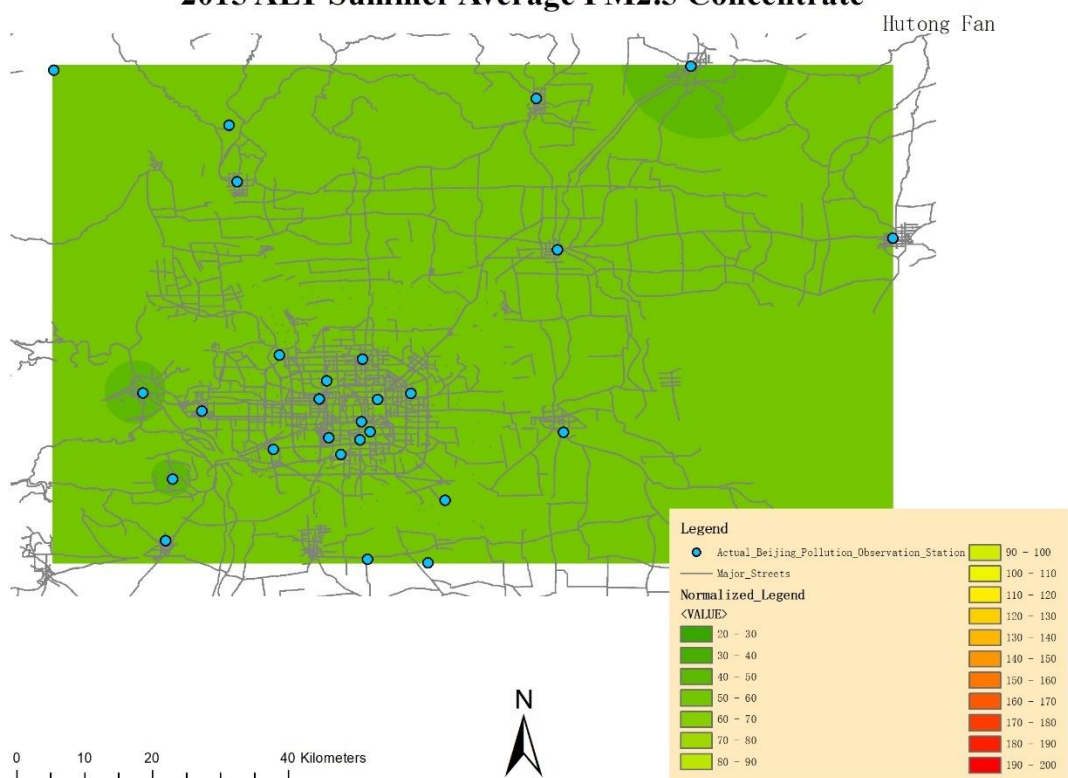 2015 ALT Summer Average PM2.5 Concentrate
Hutong Fan
Legend
Actual_Beijing_Pollution_Observation_Station
Major_Streets
Normalized_Legend
<VALUE>
20 - 30
30 - 40
40 - 50
50 - 60
60 - 70
70 - 80
80 - 90
90 - 100
100 - 110
110 - 120
120 - 130
130 - 140
140 - 150
150 - 160
160 - 170
170 - 180
180 - 190
190 - 200
N
0 10 20 40 Kilometers